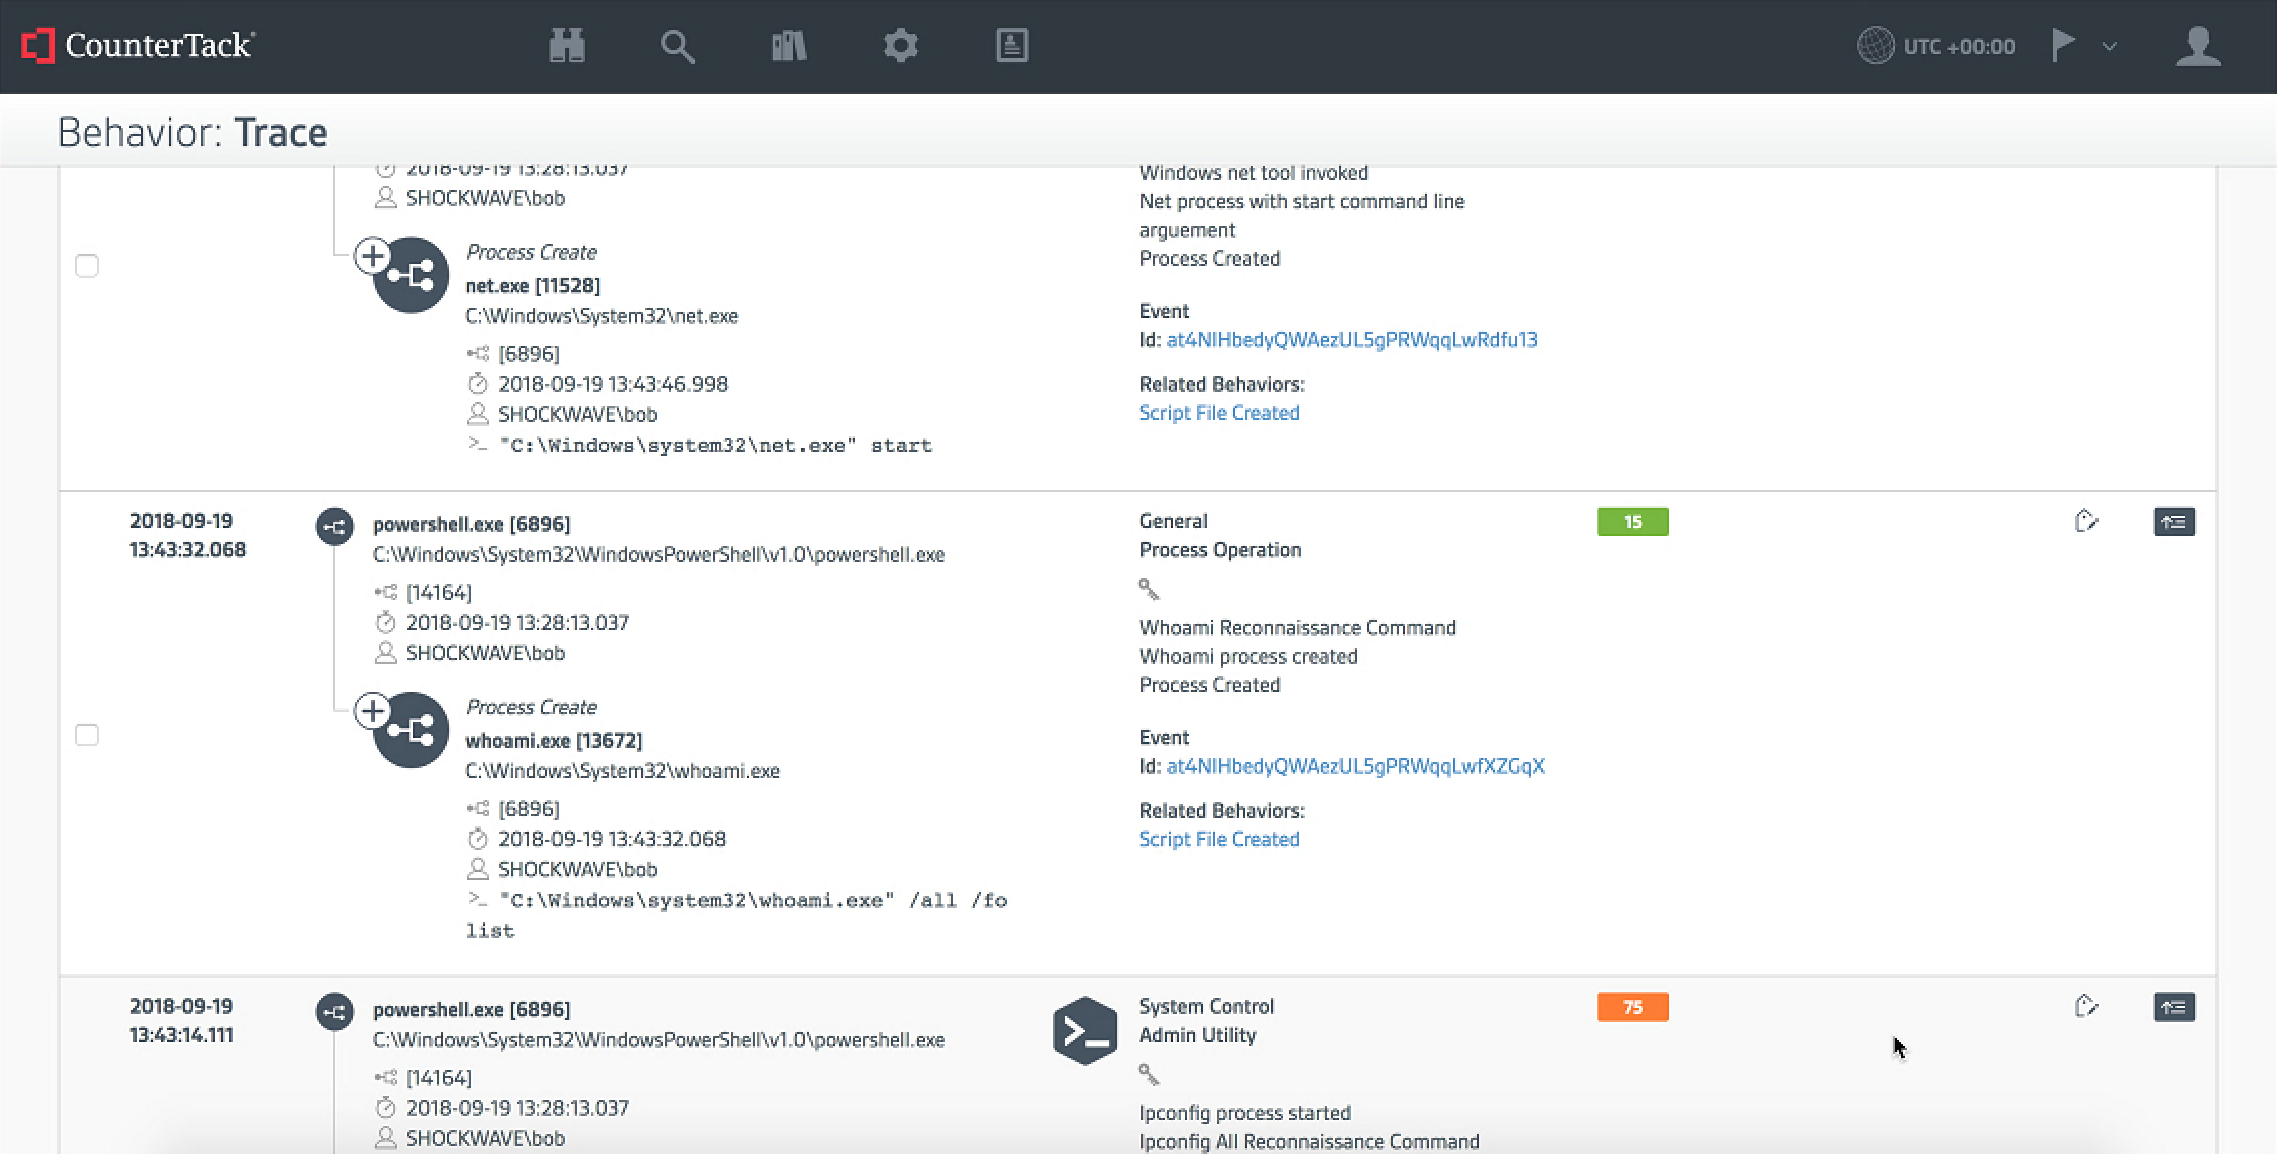 CounterTack
UTC +00:00
Behavior: Trace
2018-09-19 13:28:13.037
SHOCKWAVE\bob
Process Create
net.exe [11528]
C:\Windows\System32\net.exe
[6896]
2018-09-19 13:43:46.998
SHOCKWAVE\bob
>_ "C:\Windows\system32\net.exe" start
Windows net tool invoked
Net process with start command line
arguement
Process Created
Event
Id: at4NIHbedyQWAezUL5gPRWqqLwRdfu13
Related Behaviors:
Script File Created
2018-09-19
13:43:32.068
powershell.exe [6896]
C:\Windows\System32\WindowsPowerShell\v1.0\powershell.exe
[14164]
2018-09-19 13:28:13.037
SHOCKWAVE\bob
Process Create
whoami.exe [13672]
C:\Windows\System32\whoami.exe
[6896]
2018-09-19 13:43:32.068
SHOCKWAVE\bob
>_ "C:\Windows\system32\whoami.exe" /all /fo
list
General
Process Operation
Whoami Reconnaissance Command
Whoami process created
Process Created
Event
Id: at4NIHbedyQWAezUL5gPRWqqLwfXZGqX
Related Behaviors:
Script File Created
15
2018-09-19
13:43:14.111
powershell.exe [6896]
C:\Windows\System32\WindowsPowerShell\v1.0\powershell.exe
[14164]
2018-09-19 13:28:13.037
SHOCKWAVE\bob
>_
System Control
Admin Utility
Ipconfig process started
Ipconfig All Reconnaissance Command
75